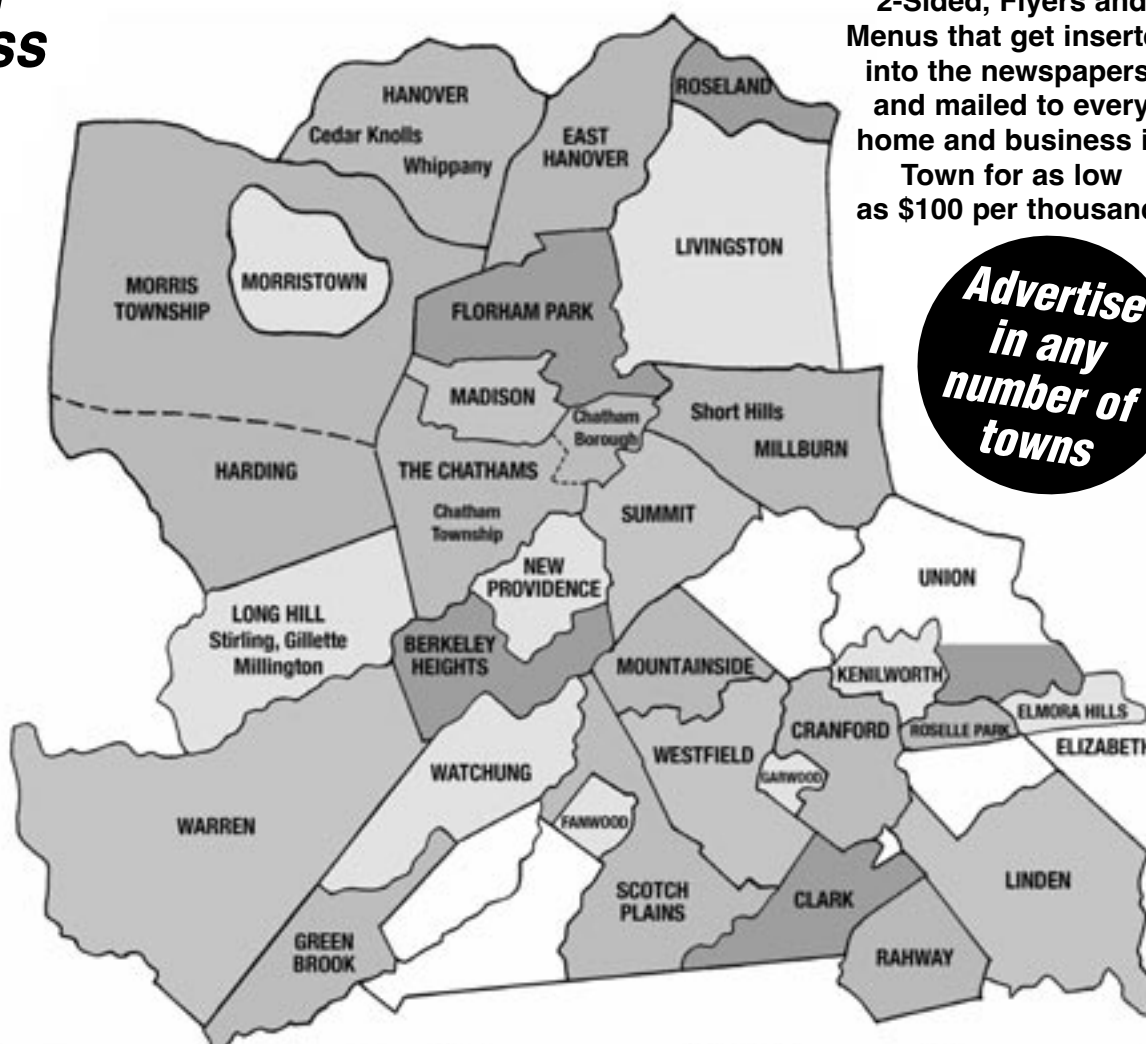 SS
2-Sided, Flyers and
Menus that get inserte
into the newspapers
and mailed to every
home and business i
Town for as low
as $100 per thousan
Advertise
in any
number of
towns
HANOVER
Cedar Knolls
Whippany
EAST
HANOVER
ROSELAND
LIVINGSTON
MORRIS
TOWNSHIP
MORRISTOWN
FLORHAM PARK
MADISON
Chatham
Borough
Short Hills
MILLBURN
HARDING
THE CHATHAMS
Chatham
Township
SUMMIT
NEW
PROVIDENCE
UNION
LONG HILL
Stirling, Gillette
Millington
BERKELEY
HEIGHTS
MOUNTAINSIDE
KENILWORTH
ELMORA HILLS
CRANFORD
ROSELLE PARK
ELIZABETH
WESTFIELD
GARWOOD
WATCHUNG
WARREN
FANWOOD
SCOTCH
PLAINS
CLARK
LINDEN
GREEN
BROOK
RAHWAY